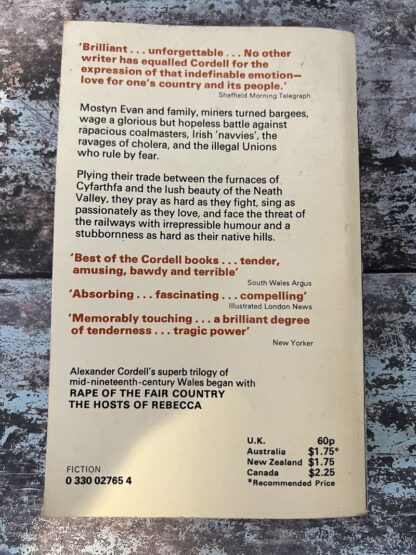 ‘Brilliant . . . unforgettable . . . No other
writer has equalled Cordell for the
expression of that indefinable emotion—
love for one's country and its people.’
Sheffield Morning Telegraph
Mostyn Evan and family, miners turned bargees,
wage a glorious but hopeless battle against
rapacious coalmasters, Irish ‘navvies’, the
ravages of cholera, and the illegal Unions
who rule by fear.
Plying their trade between the furnaces of
Cyfarthfa and the lush beauty of the Neath
Valley, they pray as hard as they fight, sing as
passionately as they love, and face the threat of
the railways with irrepressible humour and a
stubbornness as hard as their native hills.
‘Best of the Cordell books . . . tender,
amusing, bawdy and terrible’
South Wales Argus
‘Absorbing . . . fascinating . . . compelling’
Illustrated London News
‘Memorably touching . . . a brilliant degree
of tenderness . . . tragic power’
New Yorker
Alexander Cordell's superb trilogy of
mid-nineteenth-century Wales began with
RAPE OF THE FAIR COUNTRY
THE HOSTS OF REBECCA
U.K. 60p
Australia $1.75*
New Zealand $1.75
Canada $2.25
*Recommended Price
FICTION
0 330 02765 4